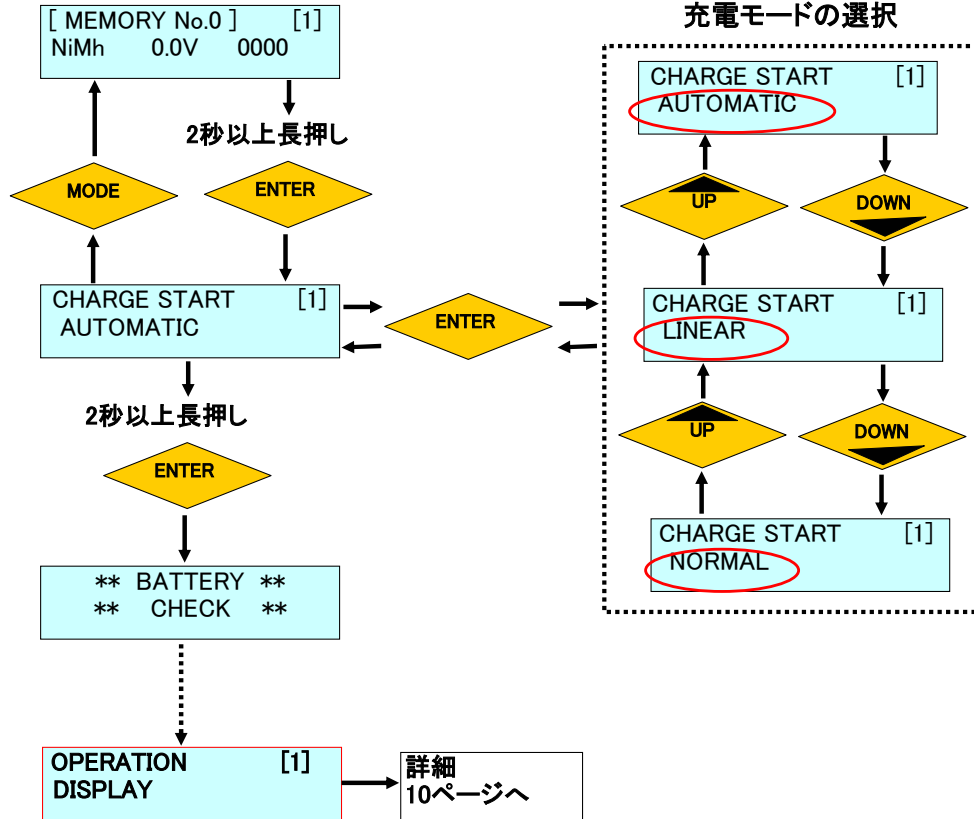 [ MEMORY No.0 ] [1]
NiMh 0.0V 0000
2秒以上長押し
MODE
ENTER
CHARGE START [1]
AUTOMATIC
ENTER
2秒以上長押し
ENTER
** BATTERY **
** CHECK **
OPERATION [1]
DISPLAY
詳細
10ページへ
充電モードの選択
CHARGE START [1]
AUTOMATIC
UP
DOWN
CHARGE START [1]
LINEAR
UP
DOWN
CHARGE START [1]
NORMAL